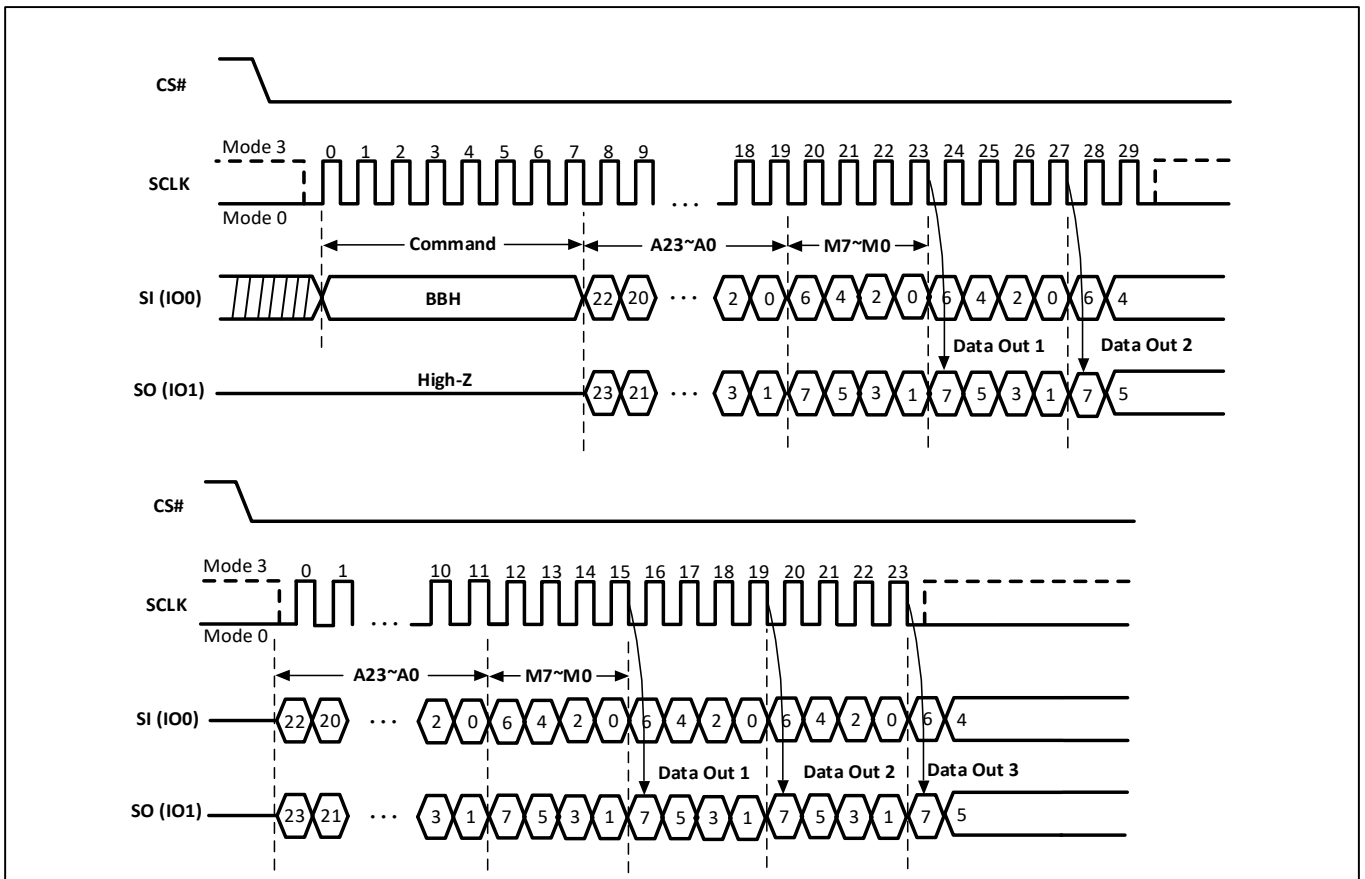 CS#
Mode 3
0 1 2 3 4 5 6 7 8 9 18 19 20 21 22 23 24 25 26 27 28 29
SCLK
...
Mode 0
Command A23~A0 M7~M0
SI (IO0) BBH 22 20 ... 2 0 6 4 2 0 6 4 2 0 6 4
Data Out 1 Data Out 2
High-Z
SO (IO1) 23 21 ... 3 1 7 5 3 1 7 5 3 1 7 5
CS#
Mode 3
0 1 10 11 12 13 14 15 16 17 18 19 20 21 22 23
SCLK
...
Mode 0
A23~A0 M7~M0
SI (IO0) 22 20 ... 2 0 6 4 2 0 6 4 2 0 6 4 2 0 6 4
Data Out 1 Data Out 2 Data Out 3
SO (IO1) 23 21 ... 3 1 7 5 3 1 7 5 3 1 7 5 3 1 7 5